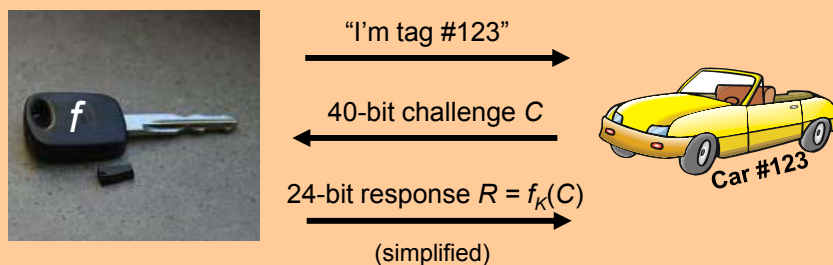 f
“I’m tag #123”
40-bit challenge C
24-bit response R = fK(C)
(simplified)
Car #123